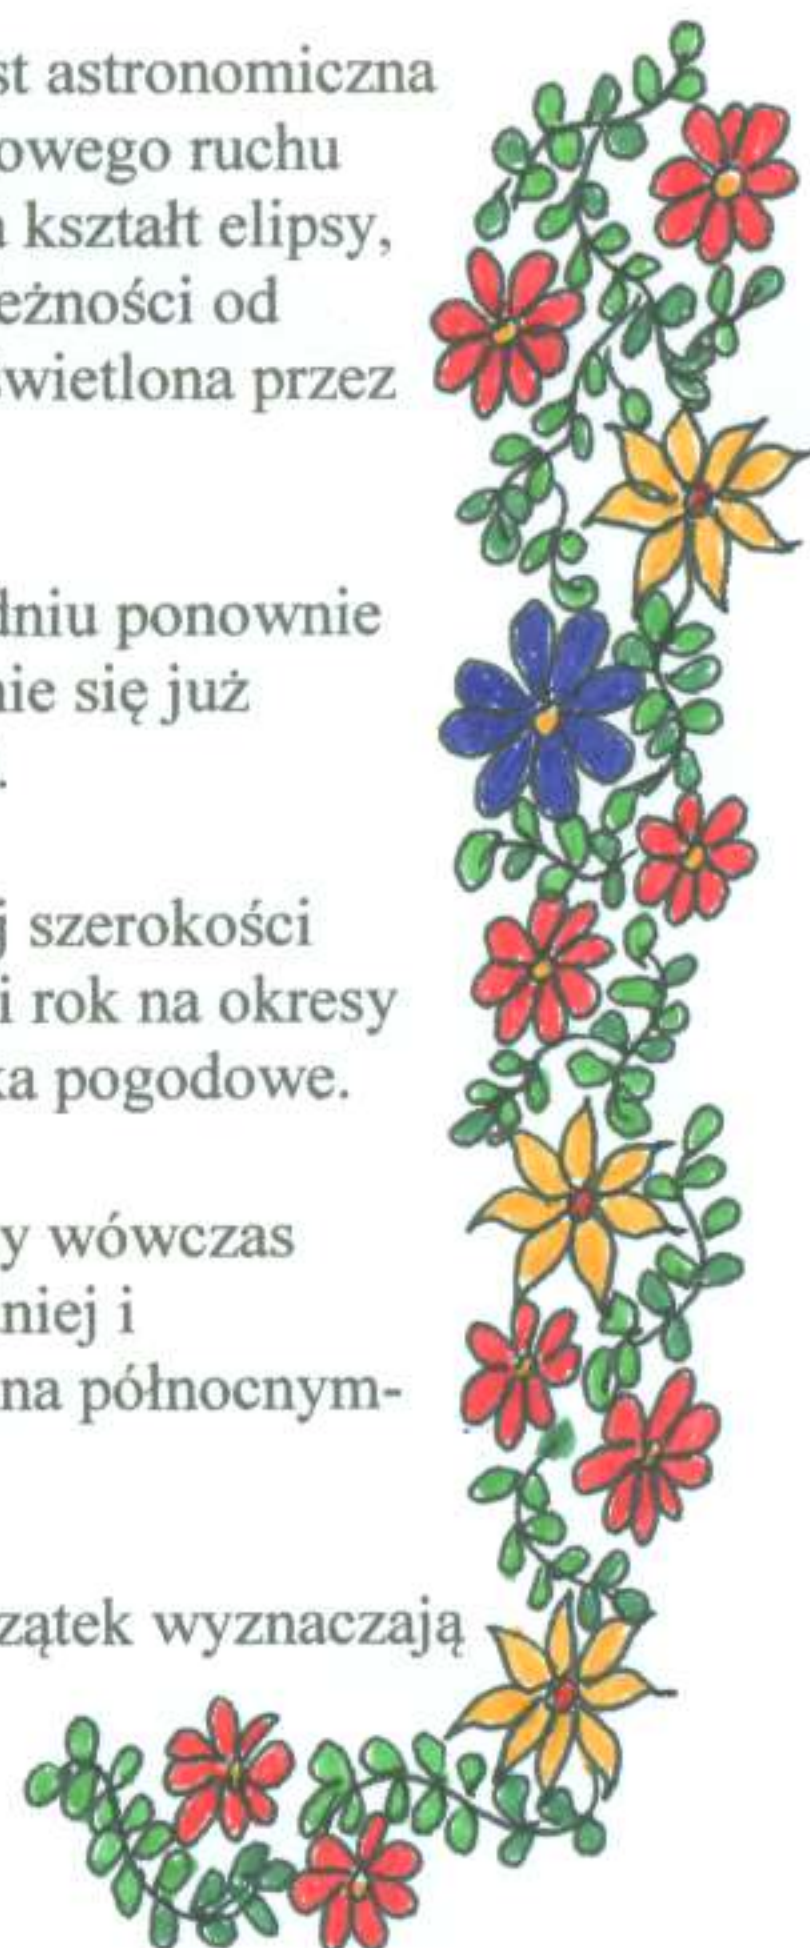 st astronomiczna
owego ruchu
kształt elipsy,
eżności od
świetlona przez
dniu ponownie
nie się już
.
j szerokości
i rok na okresy
ka pogodowe.
y wówczas
niej i
na północnym-
zątek wyznaczają